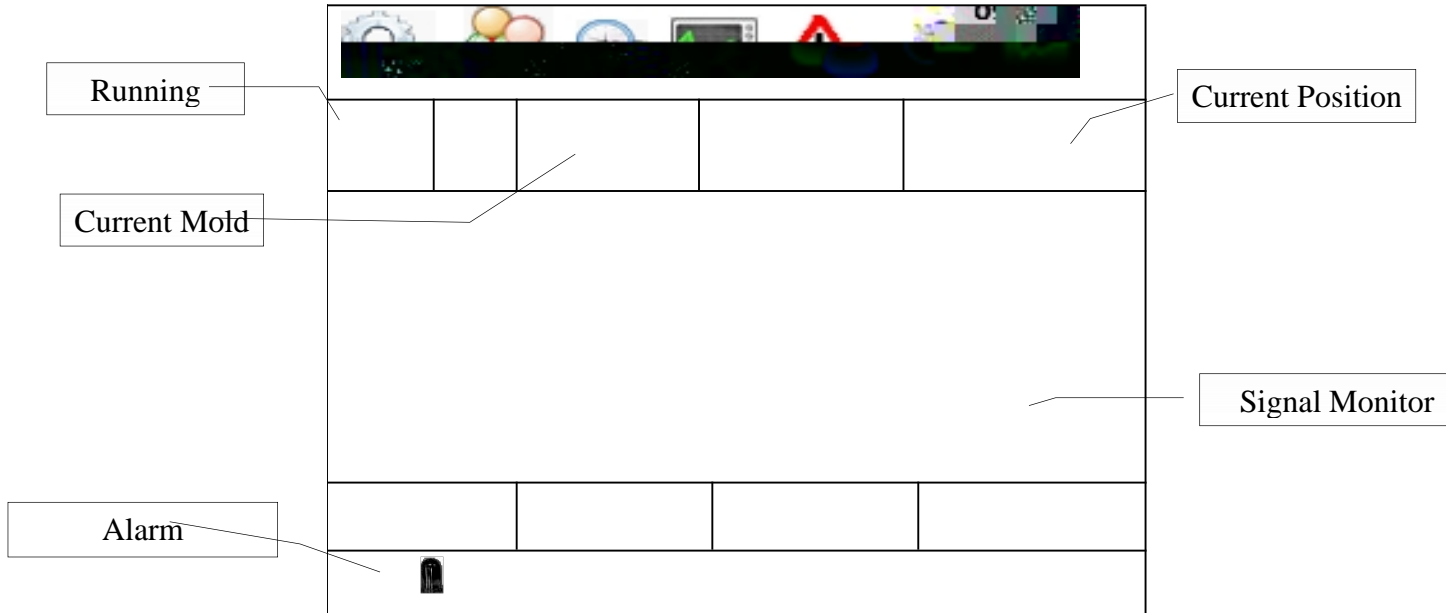 Running
Current Position
Current Mold
Signal Monitor
Alarm